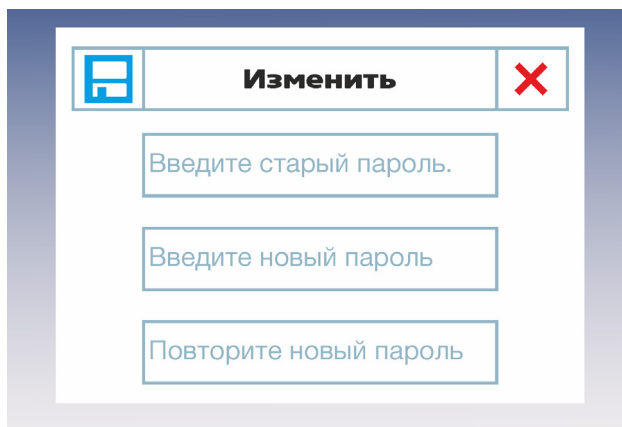 Изменить
Введите старый пароль.
Введите новый пароль
Повторите новый пароль